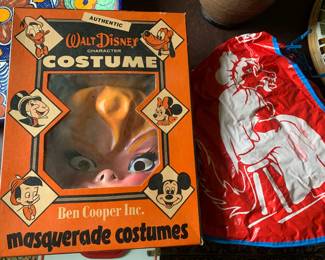 AUTHENTIC
WALT DISNEY
CHARACTER
COSTUME
Ben Cooper Inc.
masquerade costumes